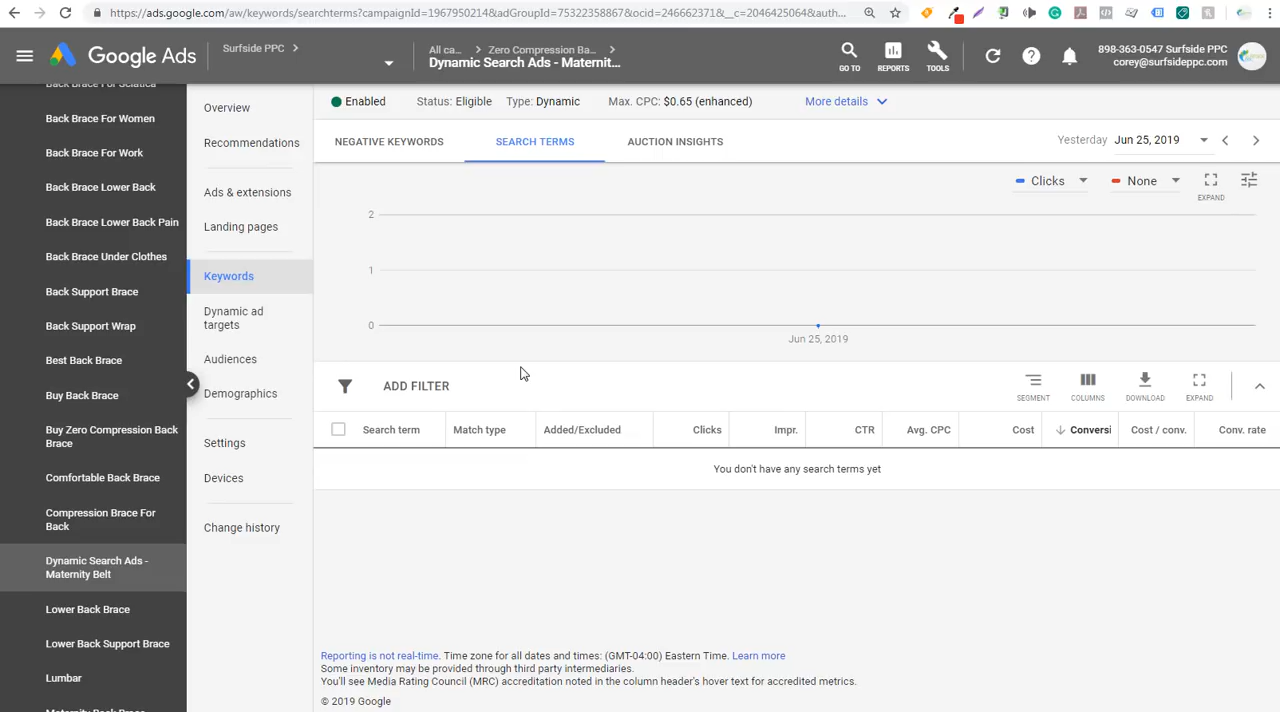 https://ads.google.com/aw/keywords/searchterms?campaignId=1967950214&adGroupId=75322358867&ocid=246662371&__c=2046425064&auth...
Google Ads
Surfside PPC
All ca...
Zero Compression Ba...
Dynamic Search Ads - Maternit...
GO TO
REPORTS
TOOLS
898-363-0547 Surfside PPC
corey@surfsideppc.com
Back Brace For Sciatica
Back Brace For Women
Back Brace For Work
Back Brace Lower Back
Back Brace Lower Back Pain
Back Brace Under Clothes
Back Support Brace
Back Support Wrap
Best Back Brace
Buy Back Brace
Buy Zero Compression Back
Brace
Comfortable Back Brace
Compression Brace For
Back
Dynamic Search Ads -
Maternity Belt
Lower Back Brace
Lower Back Support Brace
Lumbar
Maternity Back Brace
Overview
Recommendations
Ads & extensions
Landing pages
Keywords
Dynamic ad
targets
Audiences
Demographics
Settings
Devices
Change history
Enabled
Status: Eligible
Type: Dynamic
Max. CPC: $0.65 (enhanced)
More details
NEGATIVE KEYWORDS
SEARCH TERMS
AUCTION INSIGHTS
Yesterday
Jun 25, 2019
Clicks
None
EXPAND
2
1
0
Jun 25, 2019
ADD FILTER
SEGMENT
COLUMNS
DOWNLOAD
EXPAND
Search term
Match type
Added/Excluded
Clicks
Impr.
CTR
Avg. CPC
Cost
Conversi
Cost / conv.
Conv. rate
You don't have any search terms yet
Reporting is not real-time. Time zone for all dates and times: (GMT-04:00) Eastern Time. Learn more
Some inventory may be provided through third party intermediaries.
You'll see Media Rating Council (MRC) accreditation noted in the column header's hover text for accredited metrics.
© 2019 Google